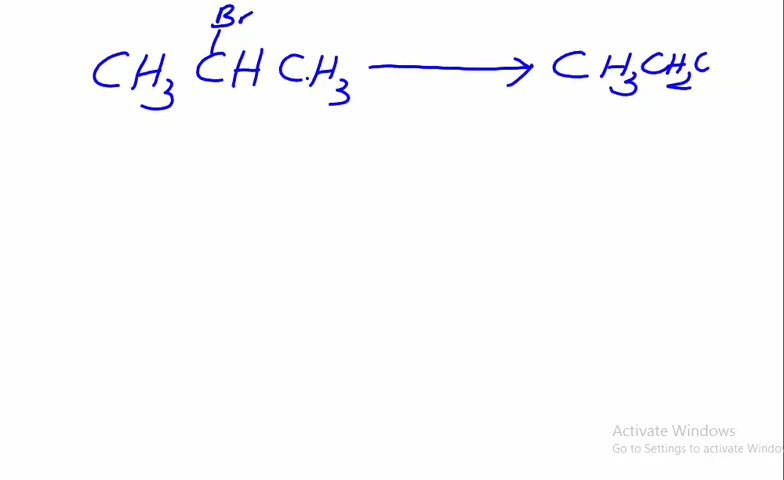 Br
CH3 CH CH3 → CH3CH2C
Activate Windows
Go to Settings to activate Windo